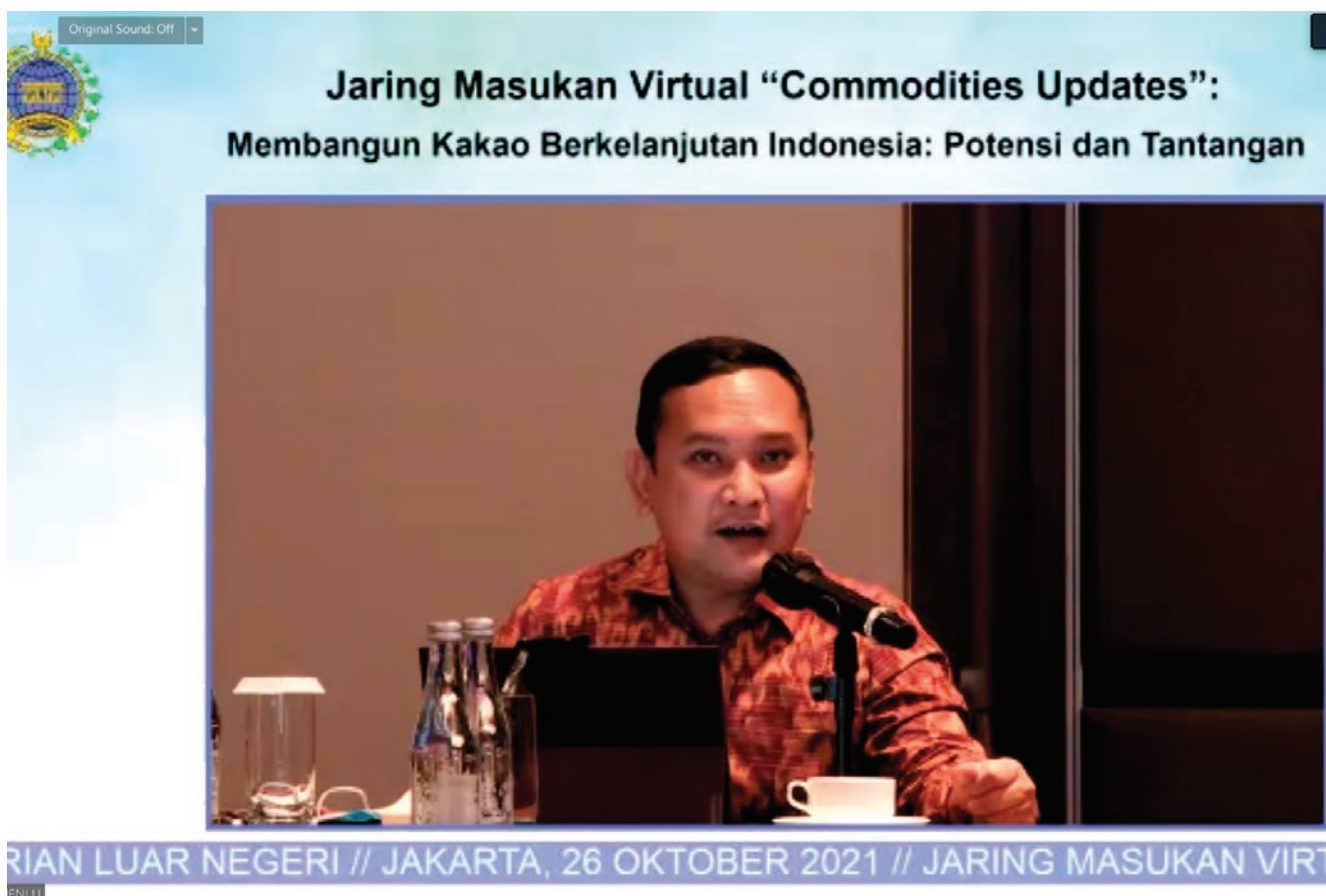 Original Sound: Off
Jaring Masukan Virtual “Commodities Updates”:
Membangun Kakao Berkelanjutan Indonesia: Potensi dan Tantangan
RIAN LUAR NEGERI // JAKARTA, 26 OKTOBER 2021 // JARING MASUKAN VIRT